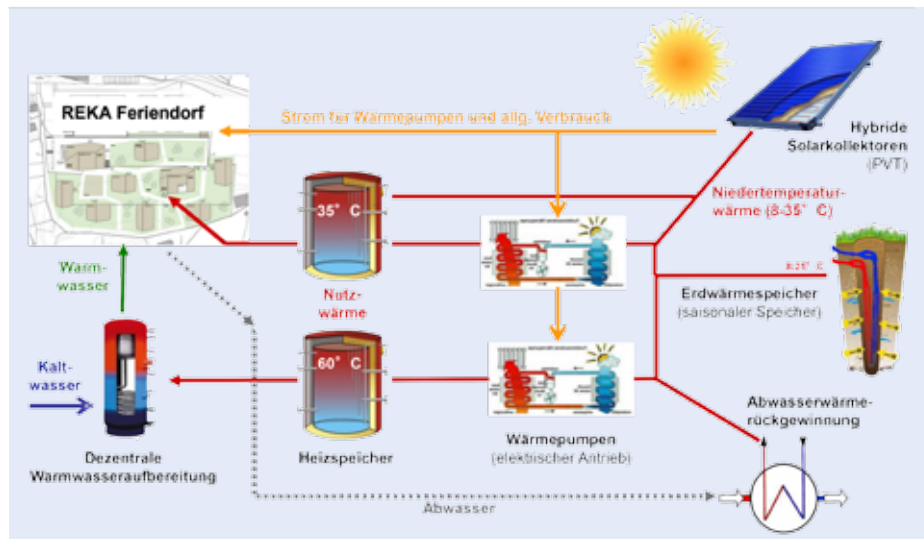 REKA Feriendorf
Strom für Wärmepumpen und allg. Verbrauch
Hybride
Solarkollektoren
(PVT)
35° C
Niedertemperatur-
wärme (8-35° C)
Warm-
wasser
Nutz-
wärme
Erdwärmespeicher
(saisonaler Speicher)
60° C
Kalt-
wasser
Abwasserwärme-
rückgewinnung
Dezentrale
Warmwasseraufbereitung
Heizspeicher
Wärmepumpen
(elektrischer Antrieb)
Abwasser